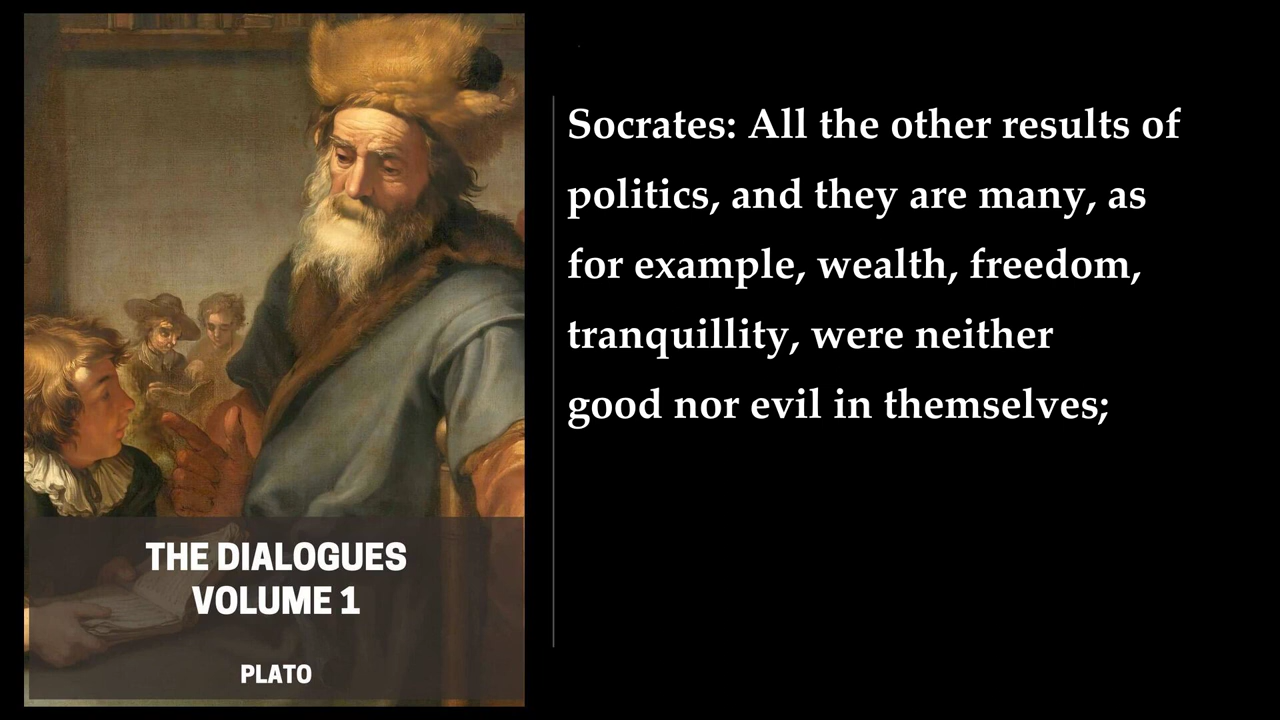 Socrates: All the other results of
politics, and they are many, as
for example, wealth, freedom,
tranquillity, were neither
good nor evil in themselves;
THE DIALOGUES
VOLUME 1
PLATO